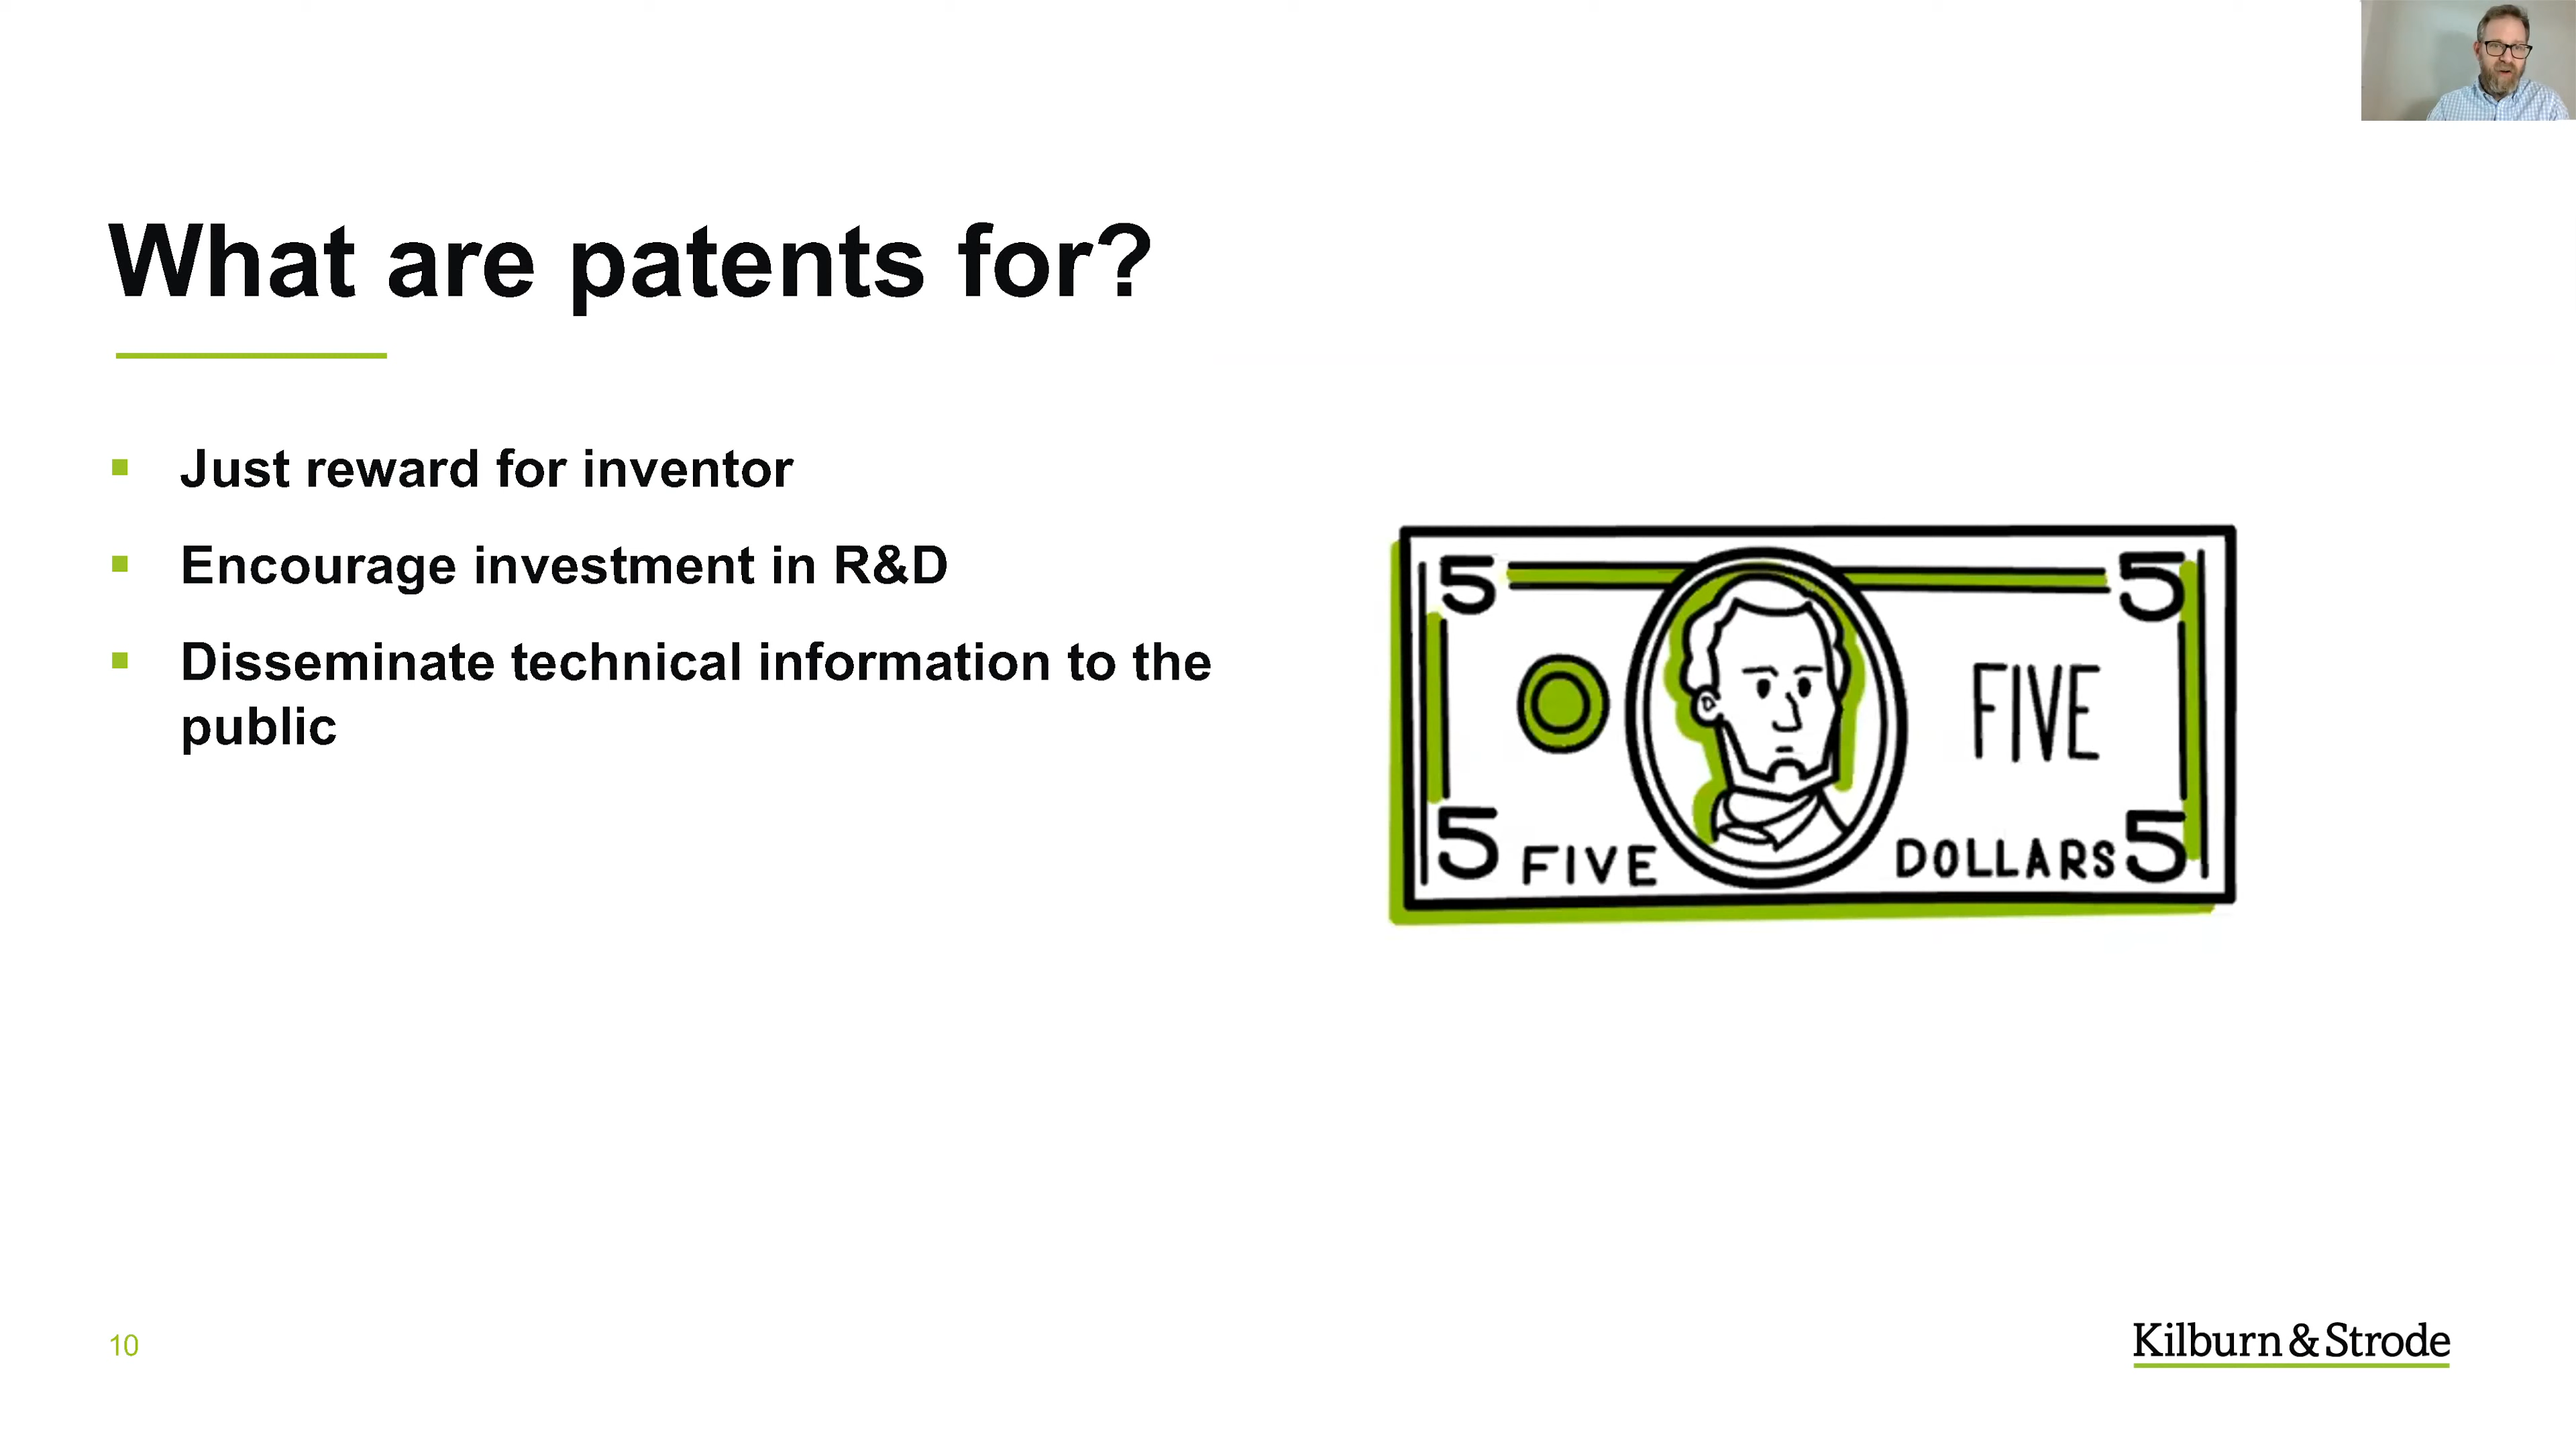 What are patents for?
Just reward for inventor
Encourage investment in R&D
Disseminate technical information to the
public
5
5
FIVE
5
FIVE
DOLLARS
5
10
Kilburn & Strode